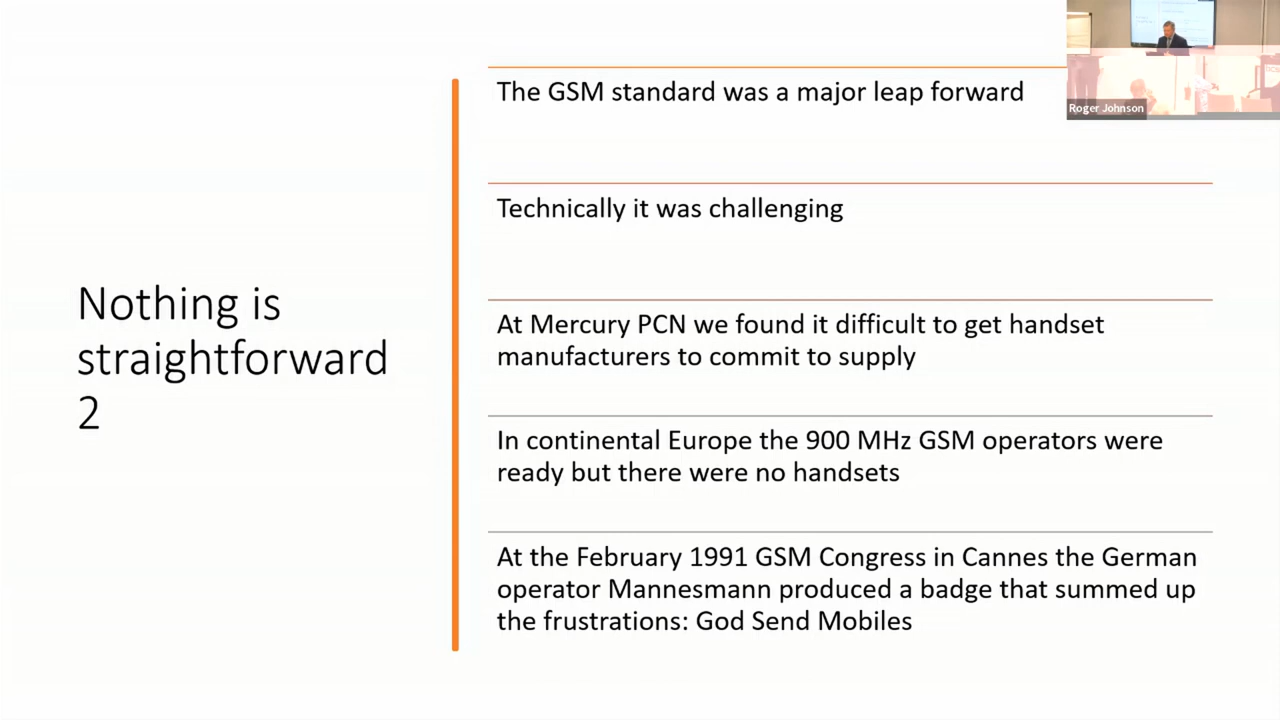 Nothing is
straightforward
2
The GSM standard was a major leap forward
Technically it was challenging
At Mercury PCN we found it difficult to get handset
manufacturers to commit to supply
In continental Europe the 900 MHz GSM operators were
ready but there were no handsets
At the February 1991 GSM Congress in Cannes the German
operator Mannesmann produced a badge that summed up
the frustrations: God Send Mobiles
Roger Johnson